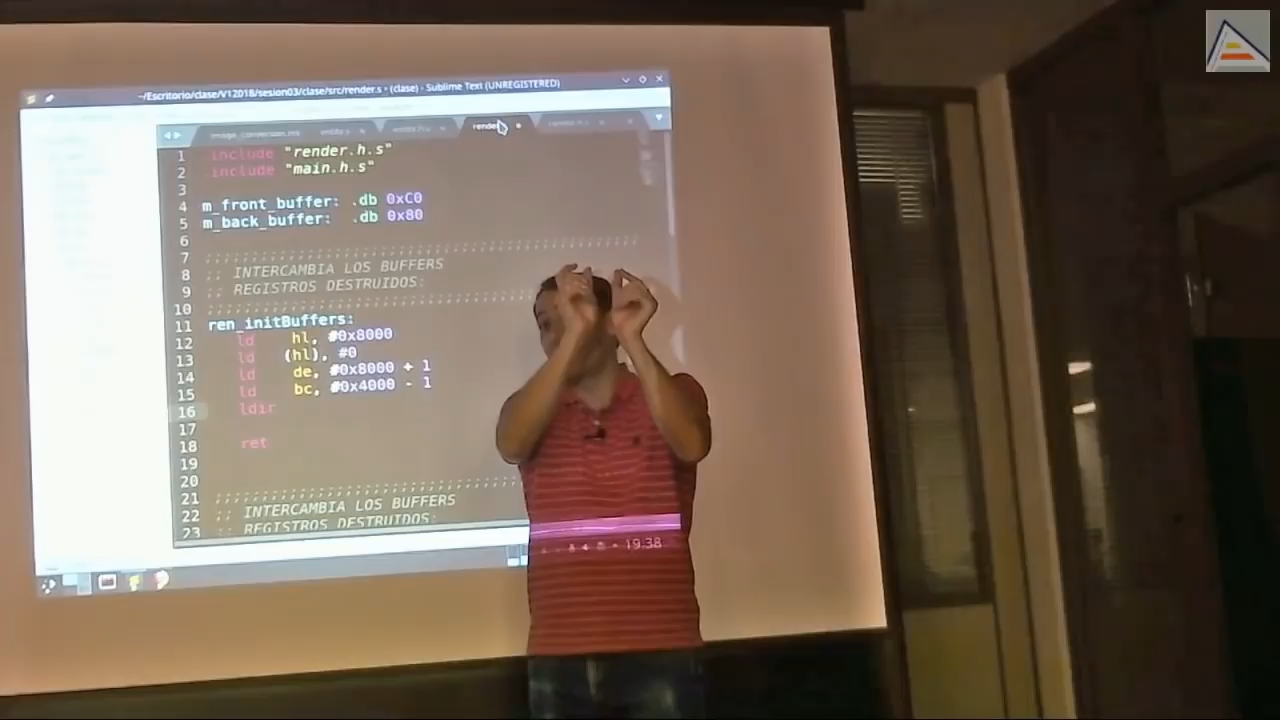 ~/Escritorio/clase/V12018/sesion03/clase/src/render.s • (clase) - Sublime Text (UNREGISTERED)
image_conversion.mk
1 include "render.h.s"
2 include "main.h.s"
3
4 m_front_buffer: .db 0xC0
5 m_back_buffer: .db 0x80
6
7 ;;;;;;;;;;;;;;;;;;;;;;;;;;;;;;;;;;;;;;
8 ;; INTERCAMBIA LOS BUFFERS
9 ;; REGISTROS DESTRUIDOS:
10 ;;;;;;;;;;;;;;;;;;;;;;;;;;;;
11 ren_initBuffers:
12 ld hl, #0x8000
13 ld (hl), #0
14 ld de, #0x8000 + 1
15 ld bc, #0x4000 - 1
16 ldir
17
18 ret
19
20
21 ;;;;;;;;;;;;;;;;;;;;;;;;;;;;
22 ;; INTERCAMBIA LOS BUFFERS
23 ;; REGISTROS DESTRUIDOS:
19:38